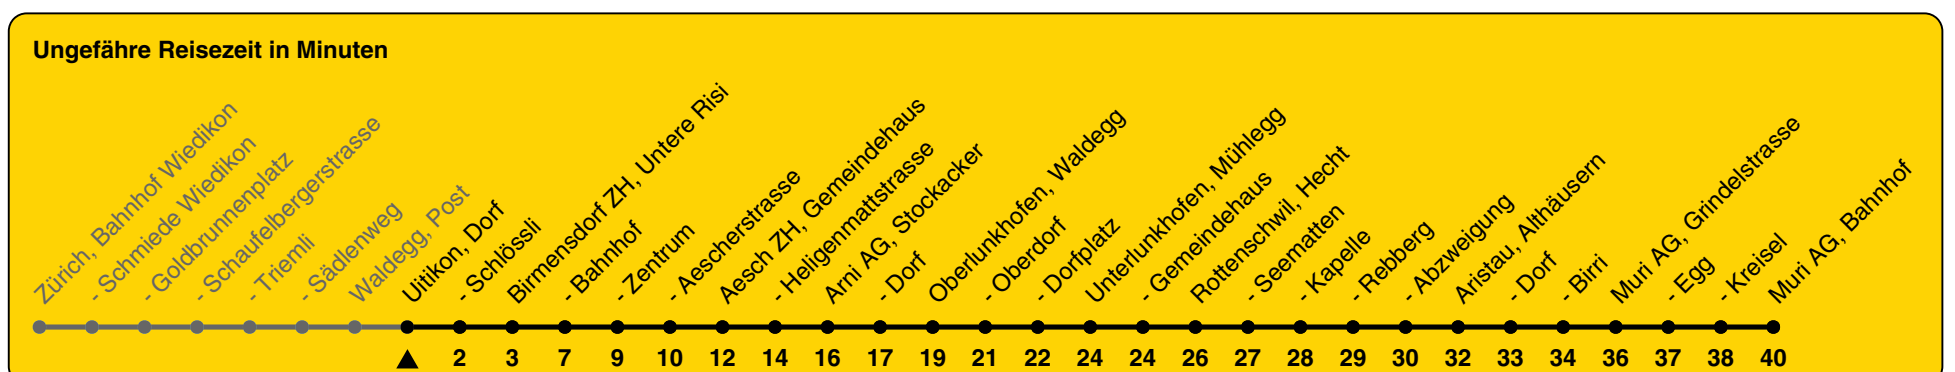 Ungefähre Reisezeit in Minuten
Zürich, Bahnhof Wiedikon
- Schmiede Wiedikon
- Goldbrunnenplatz
- Schaufelbergerstrasse
- Triemli
- Sädlenweg
Waldegg, Post
Uitikon, Dorf
- Schlössli
Birmensdorf ZH, Untere Risi
- Bahnhof
- Zentrum
- Aescherstrasse
Aesch ZH, Gemeindehaus
- Heligenmattstrasse
Arni AG, Stockacker
- Dorf
Oberlunkhofen, Waldegg
- Oberdorf
- Dorfplatz
Unterlunkhofen, Mühlegg
- Gemeindehaus
Rottenschwil, Hecht
- Seematten
- Kapelle
- Rebberg
- Abzweigung
Aristau, Althäusern
- Dorf
- Birri
Muri AG, Grindelstrasse
- Egg
- Kreisel
Muri AG, Bahnhof
2 3 7 9 10 12 14 16 17 19 21 22 24 24 26 27 28 29 30 32 33 34 36 37 38 40